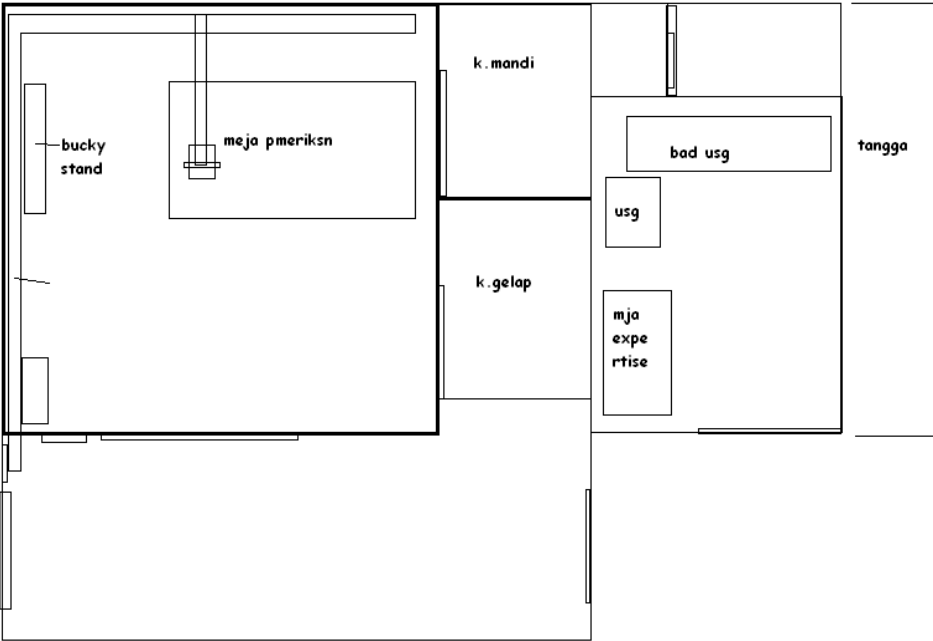 k.mandi
meja pmeriksn
bucky
stand
bad usg
tangga
usg
k.gelap
mja
expe
rtise